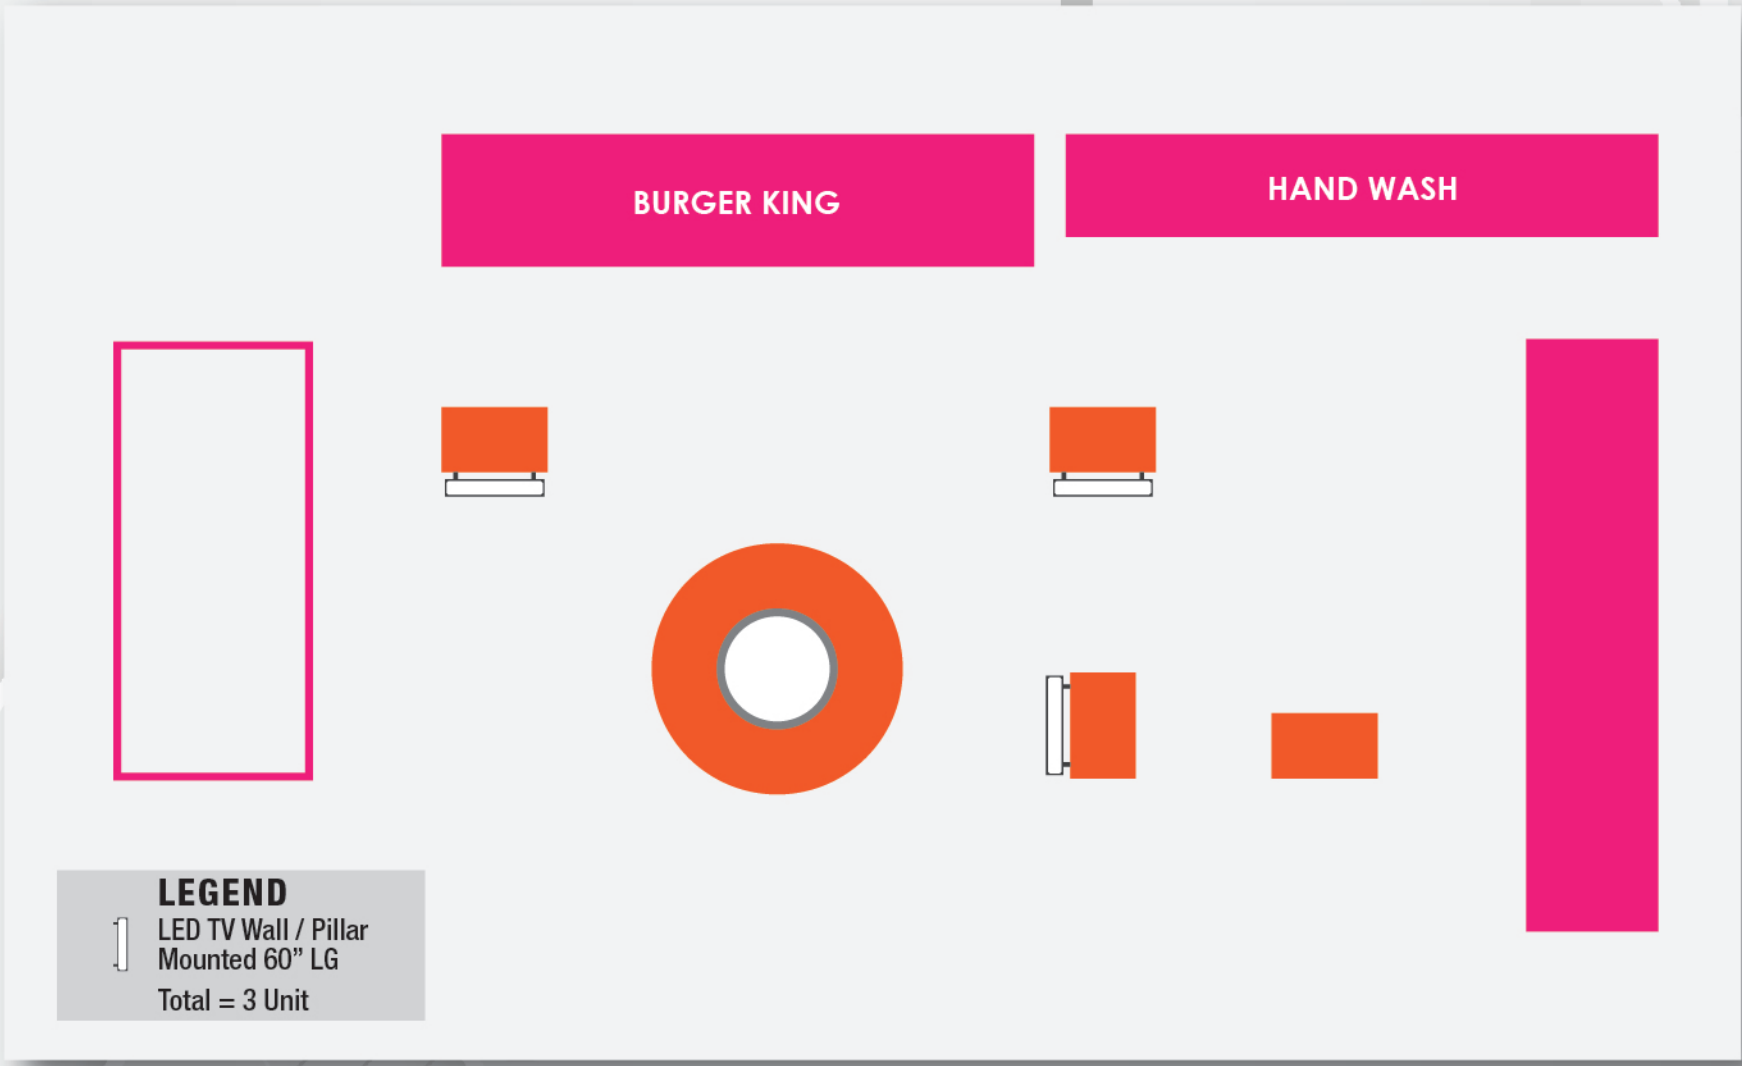 BURGER KING
HAND WASH
LEGEND
LED TV Wall / Pillar
Mounted 60” LG
Total = 3 Unit